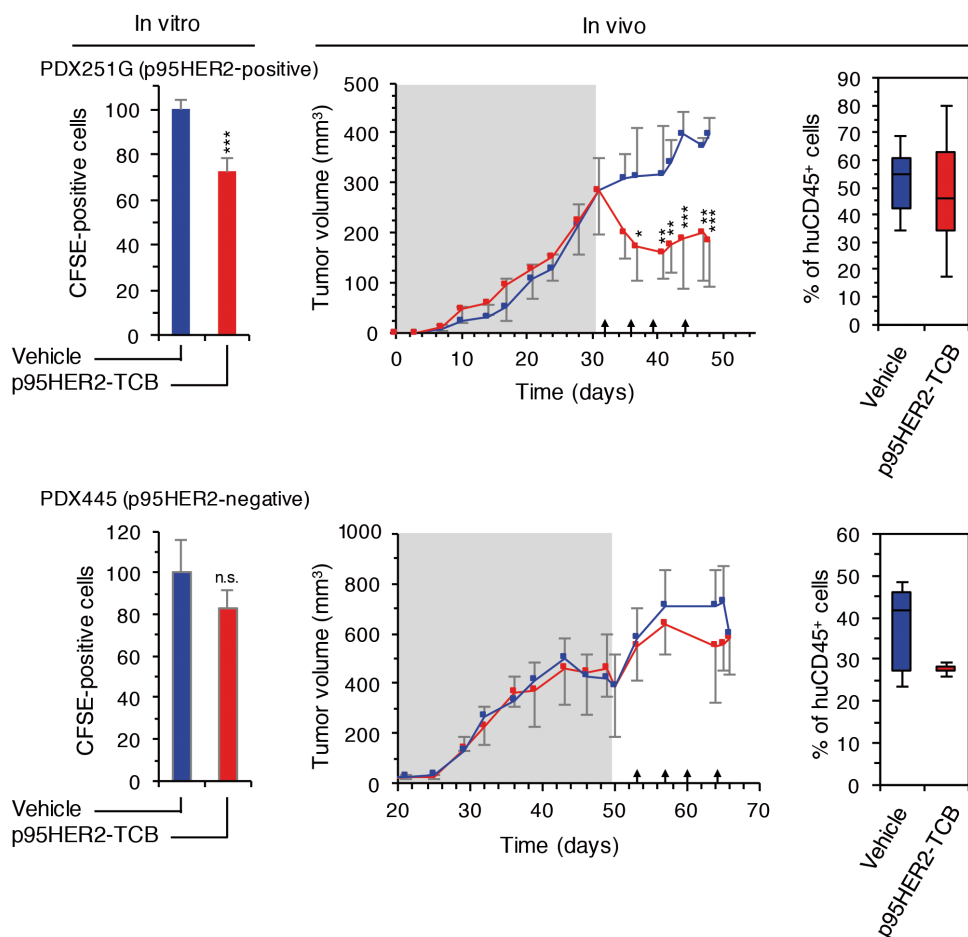 In vitro
In vivo
PDX251G (p95HER2-positive)
CFSE-positive cells
100
80
60
40
20
0
***
Vehicle
p95HER2-TCB
Tumor volume (mm³)
500
400
300
200
100
0
0 10 20 30 40 50
Time (days)
* ** ** *** ** ***
% of huCD45⁺ cells
90
80
70
60
50
40
30
20
10
0
Vehicle
p95HER2-TCB
PDX445 (p95HER2-negative)
CFSE-positive cells
120
100
80
60
40
20
0
n.s.
Vehicle
p95HER2-TCB
Tumor volume (mm³)
1000
800
600
400
200
0
20 30 40 50 60 70
Time (days)
% of huCD45⁺ cells
60
50
40
30
20
10
0
Vehicle
p95HER2-TCB